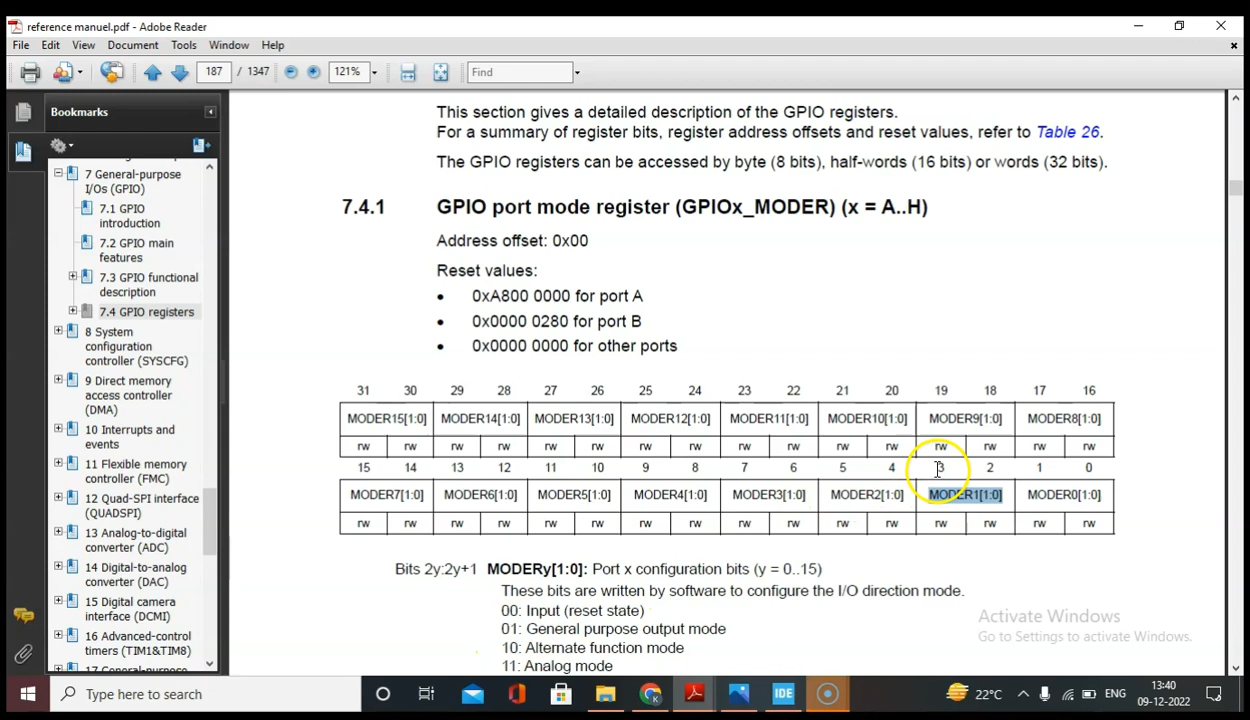 reference manuel.pdf - Adobe Reader
File Edit View Document Tools Window Help
187 / 1347 121% Find
Bookmarks
7 General-purpose
I/Os (GPIO)
7.1 GPIO
introduction
7.2 GPIO main
features
7.3 GPIO functional
description
7.4 GPIO registers
8 System
configuration
controller (SYSCFG)
9 Direct memory
access controller
(DMA)
10 Interrupts and
events
11 Flexible memory
controller (FMC)
12 Quad-SPI interface
(QUADSPI)
13 Analog-to-digital
converter (ADC)
14 Digital-to-analog
converter (DAC)
15 Digital camera
interface (DCMI)
16 Advanced-control
timers (TIM1&TIM8)
17 General-purpose
This section gives a detailed description of the GPIO registers.
For a summary of register bits, register address offsets and reset values, refer to Table 26.
The GPIO registers can be accessed by byte (8 bits), half-words (16 bits) or words (32 bits).
7.4.1 GPIO port mode register (GPIOx_MODER) (x = A..H)
Address offset: 0x00
Reset values:
• 0xA800 0000 for port A
• 0x0000 0280 for port B
• 0x0000 0000 for other ports
31 30 29 28 27 26 25 24 23 22 21 20 19 18 17 16
MODER15[1:0] MODER14[1:0] MODER13[1:0] MODER12[1:0] MODER11[1:0] MODER10[1:0] MODER9[1:0] MODER8[1:0]
rw rw rw rw rw rw rw rw rw rw rw rw rw rw rw rw
15 14 13 12 11 10 9 8 7 6 5 4 3 2 1 0
MODER7[1:0] MODER6[1:0] MODER5[1:0] MODER4[1:0] MODER3[1:0] MODER2[1:0] MODER1[1:0] MODER0[1:0]
rw rw rw rw rw rw rw rw rw rw rw rw rw rw rw rw
Bits 2y:2y+1 MODERy[1:0]: Port x configuration bits (y = 0..15)
These bits are written by software to configure the I/O direction mode.
00: Input (reset state)
01: General purpose output mode
10: Alternate function mode
11: Analog mode
Activate Windows
Go to Settings to activate Windows.
Type here to search
IDE
22°C
ENG
13:40
09-12-2022